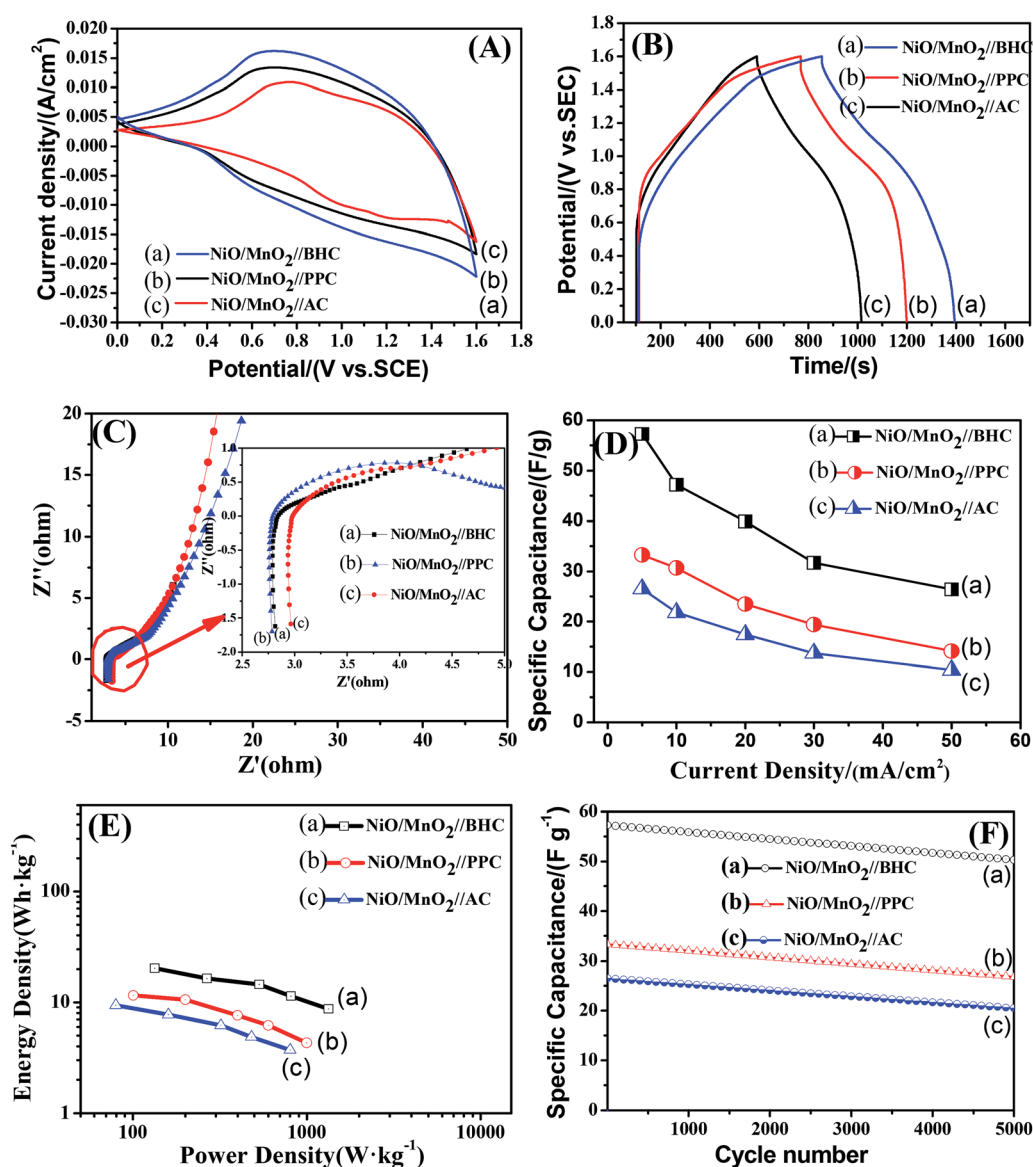 (A)
Current density/(A/cm²)
0.020
0.015
0.010
0.005
0.000
-0.005
-0.010
-0.015
-0.020
-0.025
-0.030
(a) NiO/MnO₂//BHC
(b) NiO/MnO₂//PPC
(c) NiO/MnO₂//AC
(c)
(b)
(a)
0.0 0.2 0.4 0.6 0.8 1.0 1.2 1.4 1.6 1.8
Potential/(V vs.SCE)
(B)
Potential/(V vs.SEC)
1.8
1.6
1.4
1.2
1.0
0.8
0.6
0.4
0.2
0.0
(a) NiO/MnO₂//BHC
(b) NiO/MnO₂//PPC
(c) NiO/MnO₂//AC
(c) (b) (a)
200 400 600 800 1000 1200 1400 1600
Time/(s)
(C)
Z''(ohm)
20
15
10
5
0
-5
10 20 30 40 50
Z'(ohm)
Z''(ohm)
1.0
0.5
0.0
-0.5
-1.0
-1.5
-2.0
(a) NiO/MnO₂//BHC
(b) NiO/MnO₂//PPC
(c) NiO/MnO₂//AC
(b) (a) (c)
2.5 3.0 3.5 4.0 4.5 5.0
Z'(ohm)
(D)
Specific Capacitance/(F/g)
60
50
40
30
20
10
0
(a) NiO/MnO₂//BHC
(b) NiO/MnO₂//PPC
(c) NiO/MnO₂//AC
(a)
(b)
(c)
0 10 20 30 40 50 60
Current Density/(mA/cm²)
(E)
Energy Density(Wh·kg⁻¹)
100
10
1
(a) NiO/MnO₂//BHC
(b) NiO/MnO₂//PPC
(c) NiO/MnO₂//AC
(a)
(b)
(c)
100 1000 10000
Power Density(W·kg⁻¹)
(F)
Specific Capacitance/(F g⁻¹)
60
50
40
30
20
10
0
(a) NiO/MnO₂//BHC
(b) NiO/MnO₂//PPC
(c) NiO/MnO₂//AC
(a)
(b)
(c)
1000 2000 3000 4000 5000
Cycle number